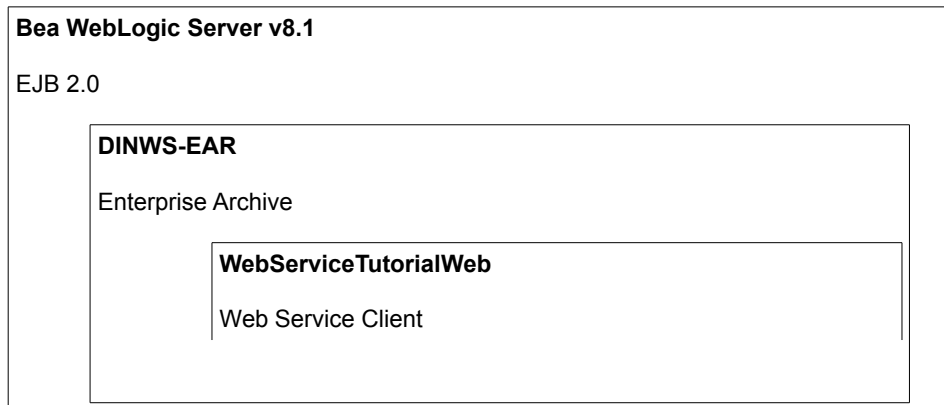 Bea WebLogic Server v8.1
EJB 2.0
DINWS-EAR
Enterprise Archive
WebServiceTutorialWeb
Web Service Client